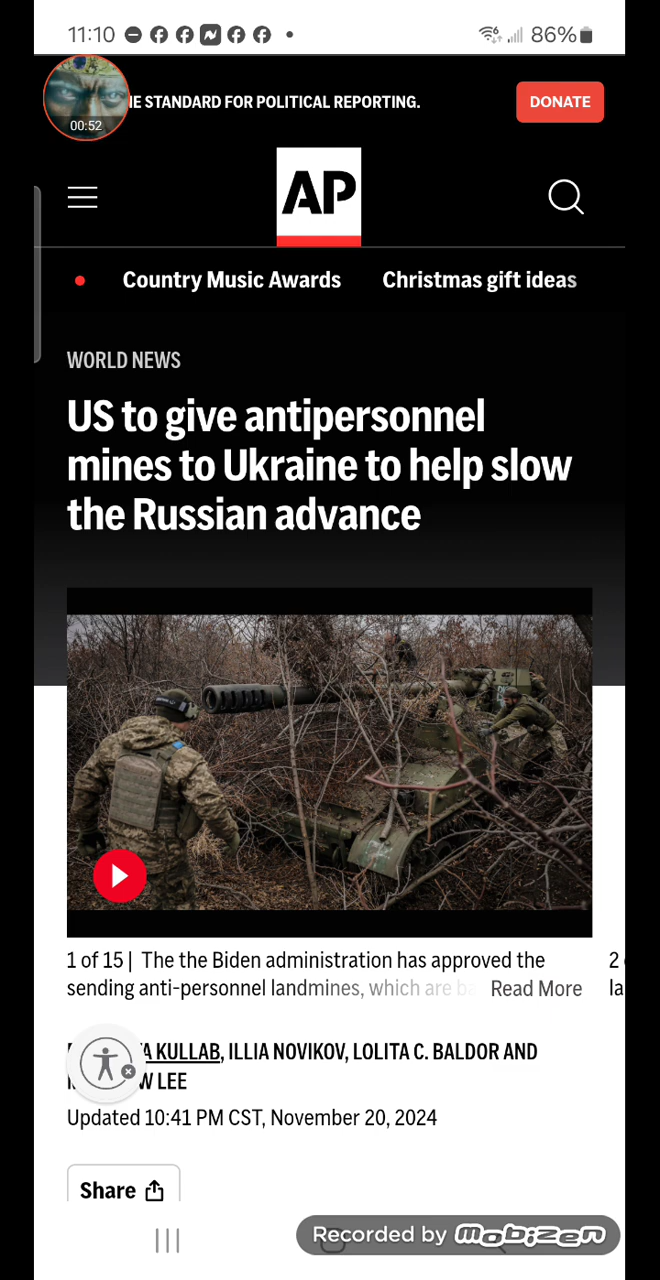 11:10
86%
00:52
E STANDARD FOR POLITICAL REPORTING.
DONATE
AP
Country Music Awards
Christmas gift ideas
WORLD NEWS
US to give antipersonnel
mines to Ukraine to help slow
the Russian advance
1 of 15 | The the Biden administration has approved the
2
sending anti-personnel landmines, which are ba Read More
la
A KULLAB, ILLIA NOVIKOV, LOLITA C. BALDOR AND
W LEE
Updated 10:41 PM CST, November 20, 2024
Share
Recorded by mobizen